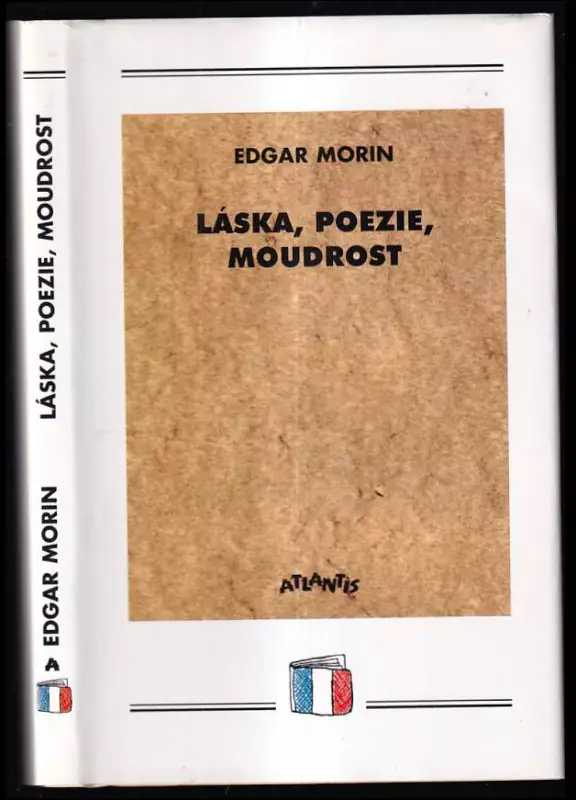 EDGAR MORIN
LÁSKA, POEZIE,
MOUDROST
ATLANTIS
A EDGAR MORIN LÁSKA, POEZIE, MOUDROST